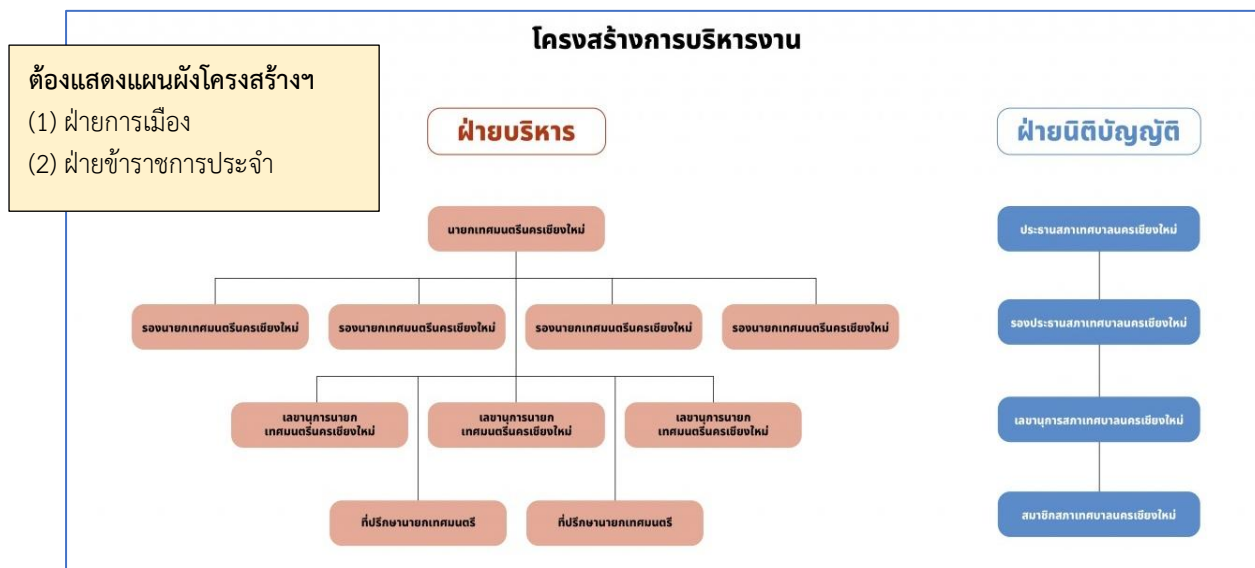 โครงสร้างการบริหารงาน
ต้องแสดงแผนผังโครงสร้างฯ
(1) ฝ่ายการเมือง
(2) ฝ่ายข้าราชการประจำ
ฝ่ายบริหาร
นายกเทศมนตรีนครเชียงใหม่
รองนายกเทศมนตรีนครเชียงใหม่
รองนายกเทศมนตรีนครเชียงใหม่
รองนายกเทศมนตรีนครเชียงใหม่
รองนายกเทศมนตรีนครเชียงใหม่
เลขานุการนายก
เทศมนตรีนครเชียงใหม่
เลขานุการนายก
เทศมนตรีนครเชียงใหม่
เลขานุการนายก
เทศมนตรีนครเชียงใหม่
ที่ปรึกษานายกเทศมนตรี
ที่ปรึกษานายกเทศมนตรี
ฝ่ายนิติบัญญัติ
ประธานสภาเทศบาลนครเชียงใหม่
รองประธานสภาเทศบาลนครเชียงใหม่
เลขานุการสภาเทศบาลนครเชียงใหม่
สมาชิกสภาเทศบาลนครเชียงใหม่